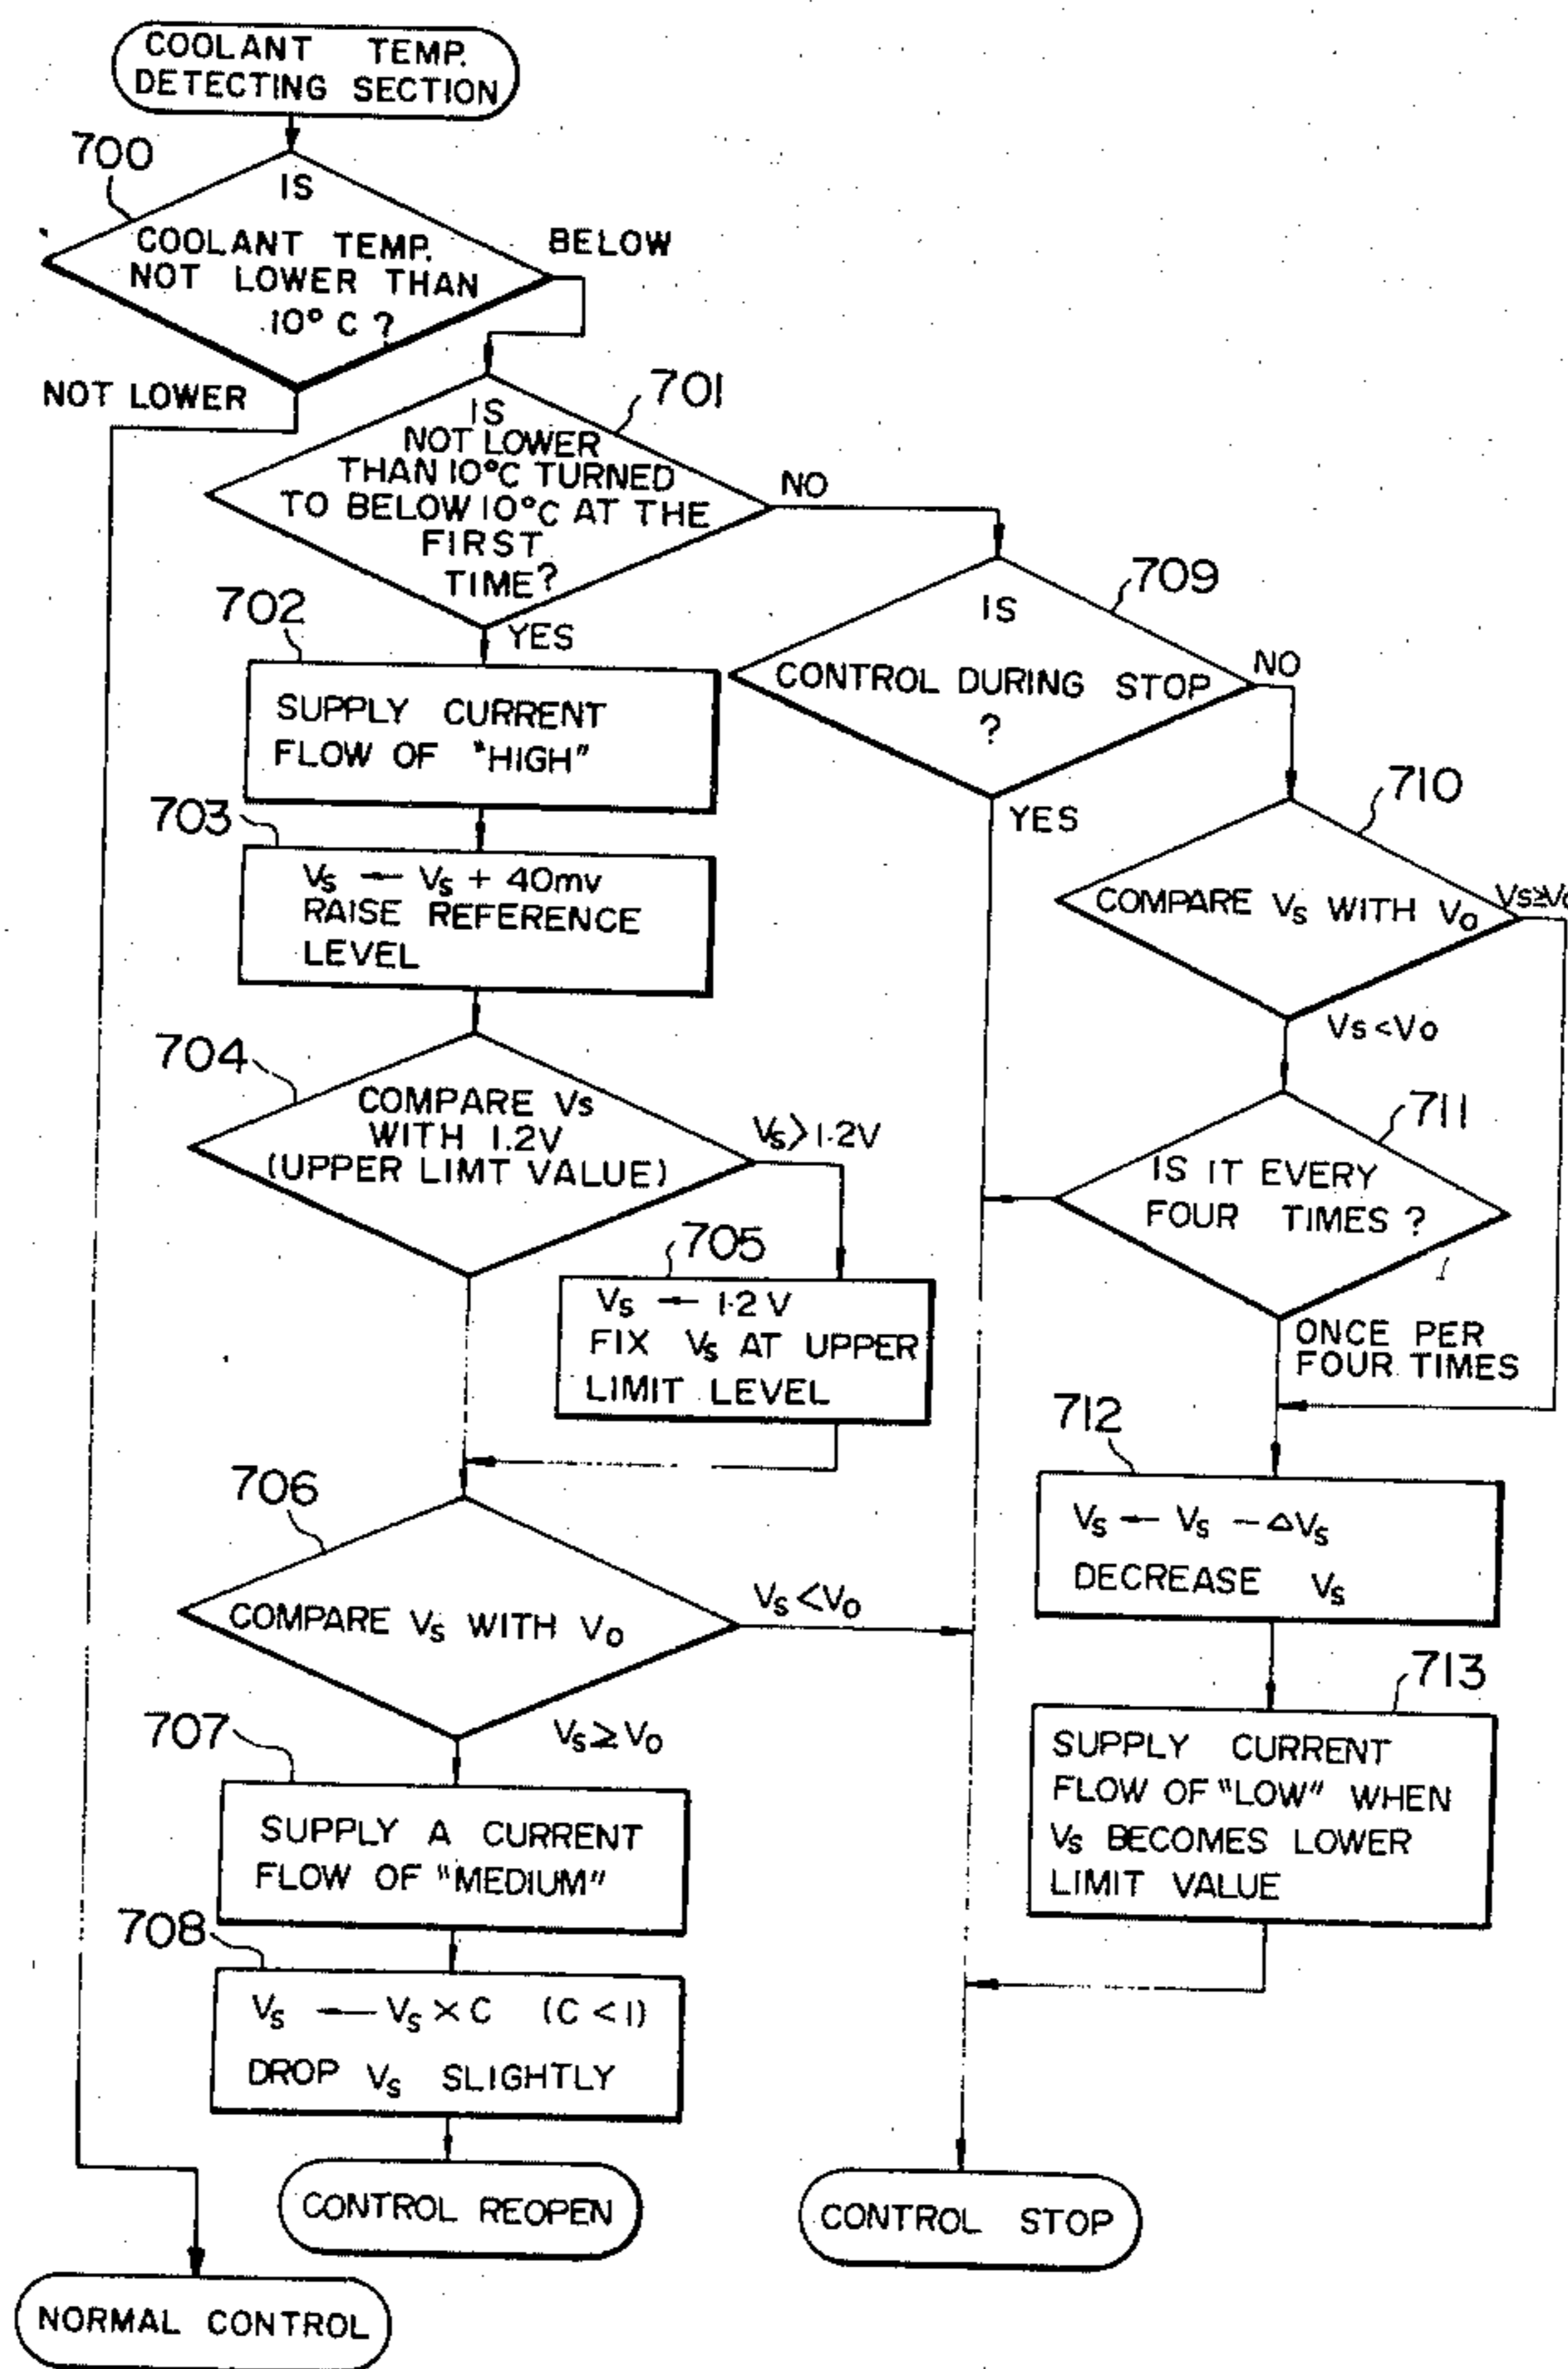 COOLANT TEMP.
DETECTING SECTION
700
IS
COOLANT TEMP.
NOT LOWER THAN
10° C ?
BELOW
NOT LOWER
701
IS
NOT LOWER
THAN 10°C TURNED
TO BELOW 10°C AT THE
FIRST
TIME?
NO
YES
702
SUPPLY CURRENT
FLOW OF "HIGH"
703
Vs ← Vs + 40mv
RAISE REFERENCE
LEVEL
704
COMPARE Vs
WITH 1.2V
(UPPER LIMT VALUE)
Vs > 1.2V
705
Vs ← 1.2 V
FIX Vs AT UPPER
LIMIT LEVEL
706
COMPARE Vs WITH Vo
Vs < Vo
Vs ≥ Vo
707
SUPPLY A CURRENT
FLOW OF "MEDIUM"
708
Vs ← Vs × C (C < 1)
DROP Vs SLIGHTLY
CONTROL REOPEN
NORMAL CONTROL
709
IS
CONTROL DURING STOP
?
NO
YES
710
COMPARE Vs WITH Vo
Vs ≥ Vo
Vs < Vo
711
IS IT EVERY
FOUR TIMES ?
ONCE PER
FOUR TIMES
712
Vs ← Vs − ΔVs
DECREASE Vs
713
SUPPLY CURRENT
FLOW OF "LOW" WHEN
Vs BECOMES LOWER
LIMIT VALUE
CONTROL STOP